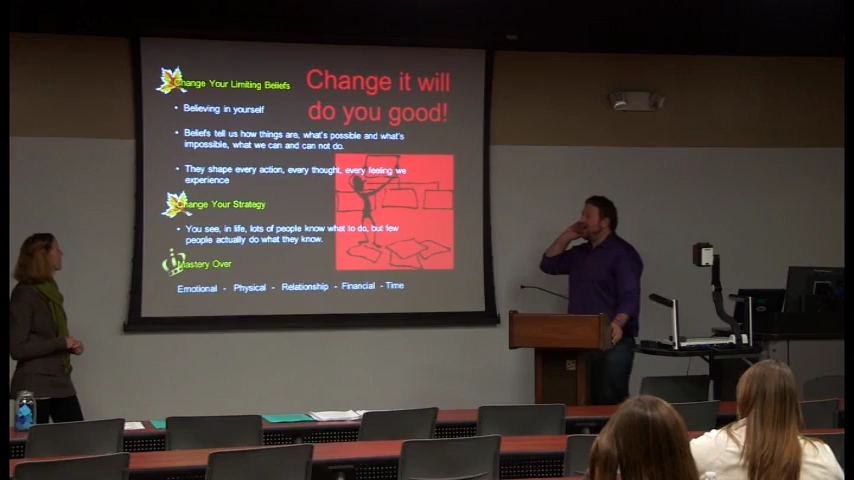 Change it will
do you good!
Change Your Limiting Beliefs
• Believing in yourself
• Beliefs tell us how things are, what's possible and what's
impossible, what we can and can not do.
• They shape every action, every thought, every feeling we
experience
Change Your Strategy
• You see, in life, lots of people know what to do, but few
people actually do what they know.
Mastery Over
Emotional - Physical - Relationship - Financial - Time